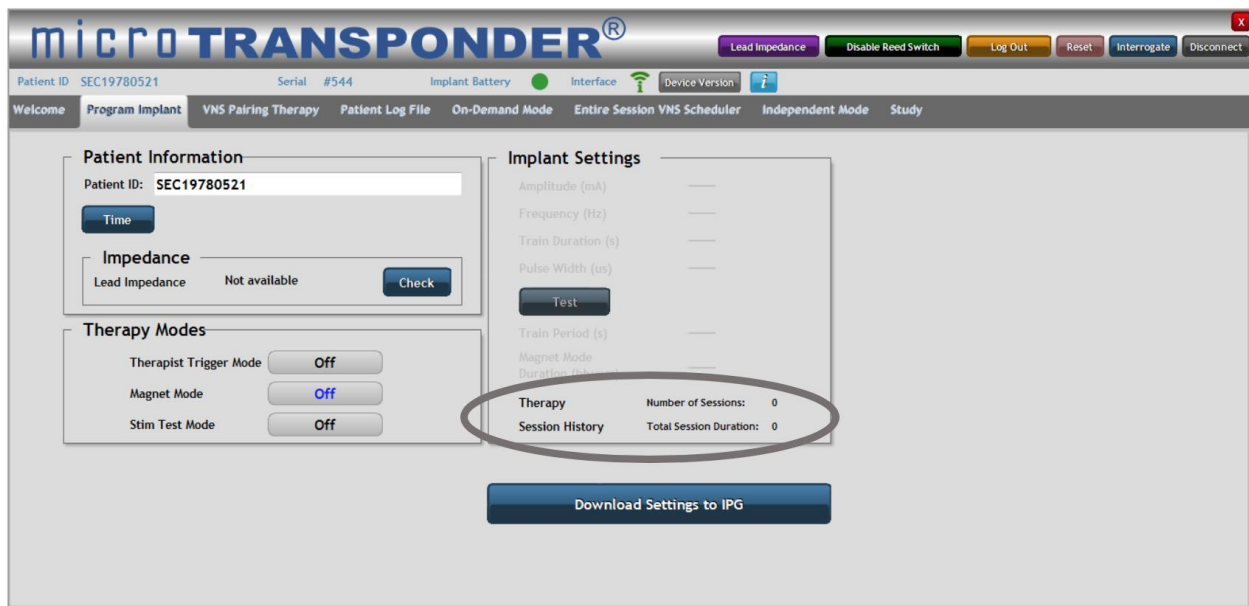 microTRANSPONDER®
X
Lead Impedance Disable Reed Switch Log Out Reset Interrogate Disconnect
Patient ID SEC19780521 Serial #544 Implant Battery Interface Device Version i
Welcome Program Implant VNS Pairing Therapy Patient Log File On-Demand Mode Entire Session VNS Scheduler Independent Mode Study
Patient Information
Patient ID: SEC19780521
Time
Impedance
Lead Impedance Not available Check
Therapy Modes
Therapist Trigger Mode Off
Magnet Mode Off
Stim Test Mode Off
Implant Settings
Amplitude (mA)
Frequency (Hz)
Train Duration (s)
Pulse Width (us)
Test
Train Period (s)
Magnet Mode
Duration
Therapy Number of Sessions: 0
Session History Total Session Duration: 0
Download Settings to IPG